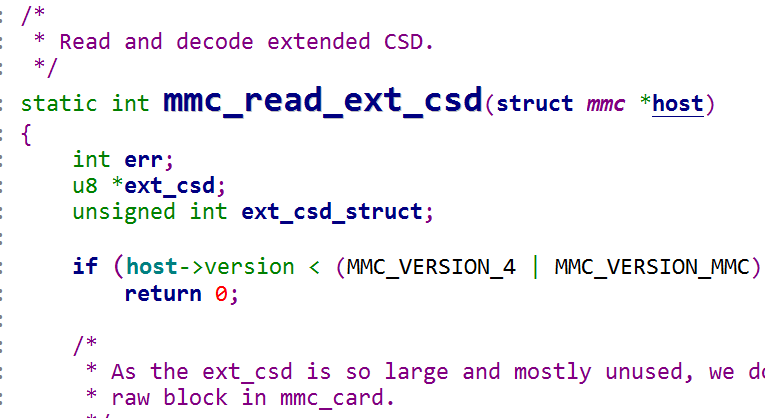 /*
 * Read and decode extended CSD.
 */
static int mmc_read_ext_csd(struct mmc *host)
{
    int err;
    u8 *ext_csd;
    unsigned int ext_csd_struct;

    if (host->version < (MMC_VERSION_4 | MMC_VERSION_MMC)
        return 0;

    /*
     * As the ext_csd is so large and mostly unused, we do
     * raw block in mmc_card.
     */